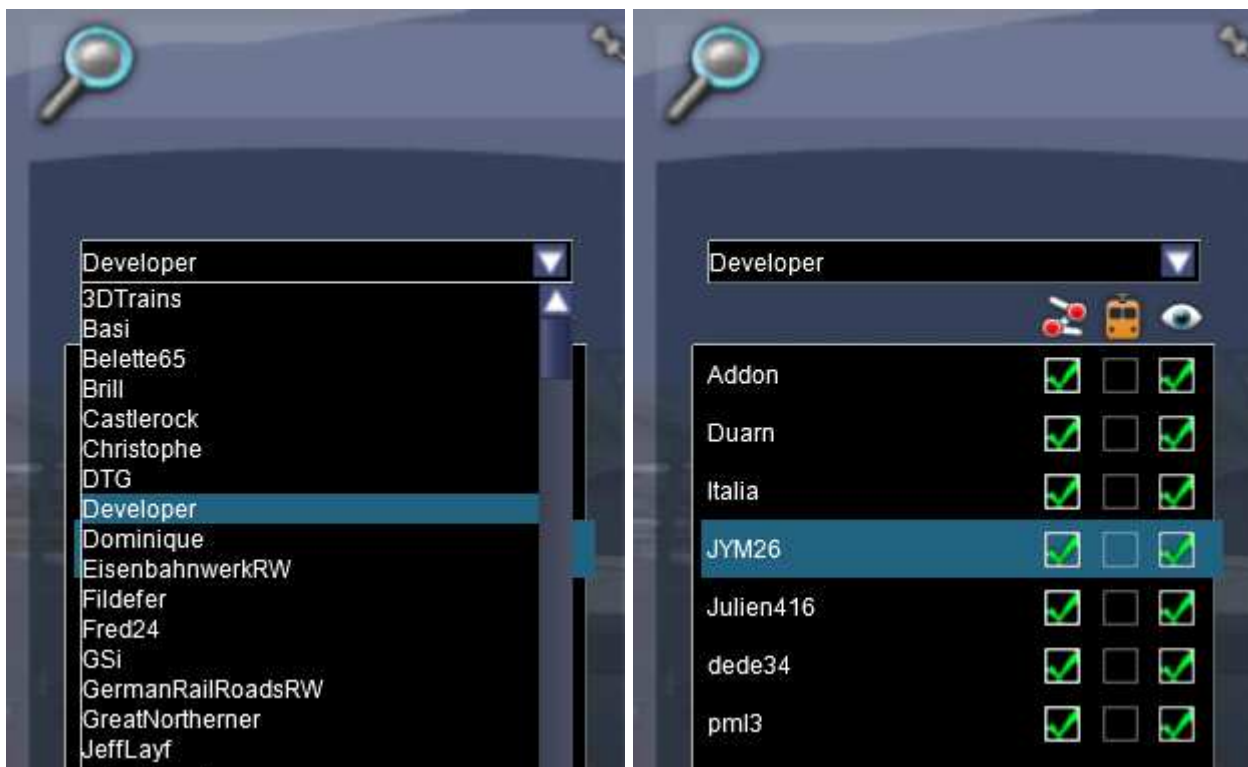 Developer
3DTrains
Basi
Belette65
Brill
Castlerock
Christophe
DTG
Developer
Dominique
EisenbahnwerkRW
Fildefer
Fred24
GSi
GermanRailRoadsRW
GreatNortherner
JeffLayf
Developer
Addon
Duarn
Italia
JYM26
Julien416
dede34
pml3